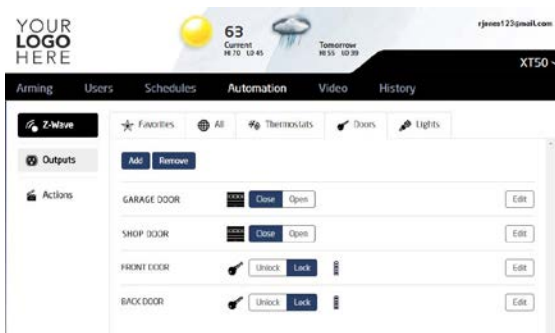 YOUR
LOGO
HERE
63
Current
HI 70 LO 45
Tomorrow
HI 55 LO 39
rjones123@mail.com
XT50
Arming Users Schedules Automation Video History
Z-Wave
Outputs
Actions
Favorites All Thermostats Doors Lights
Add Remove
GARAGE DOOR Close Open Edit
SHOP DOOR Close Open Edit
FRONT DOOR Unlock Lock Edit
BACK DOOR Unlock Lock Edit